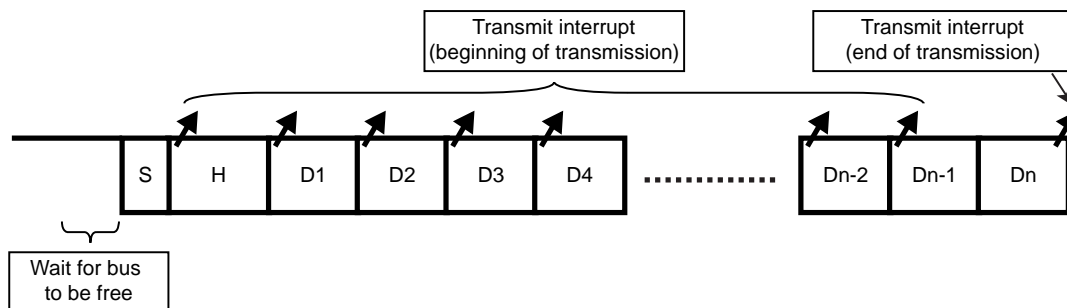 Transmit interrupt
(beginning of transmission)
Transmit interrupt
(end of transmission)
S H D1 D2 D3 D4 Dn-2 Dn-1 Dn
Wait for bus
to be free